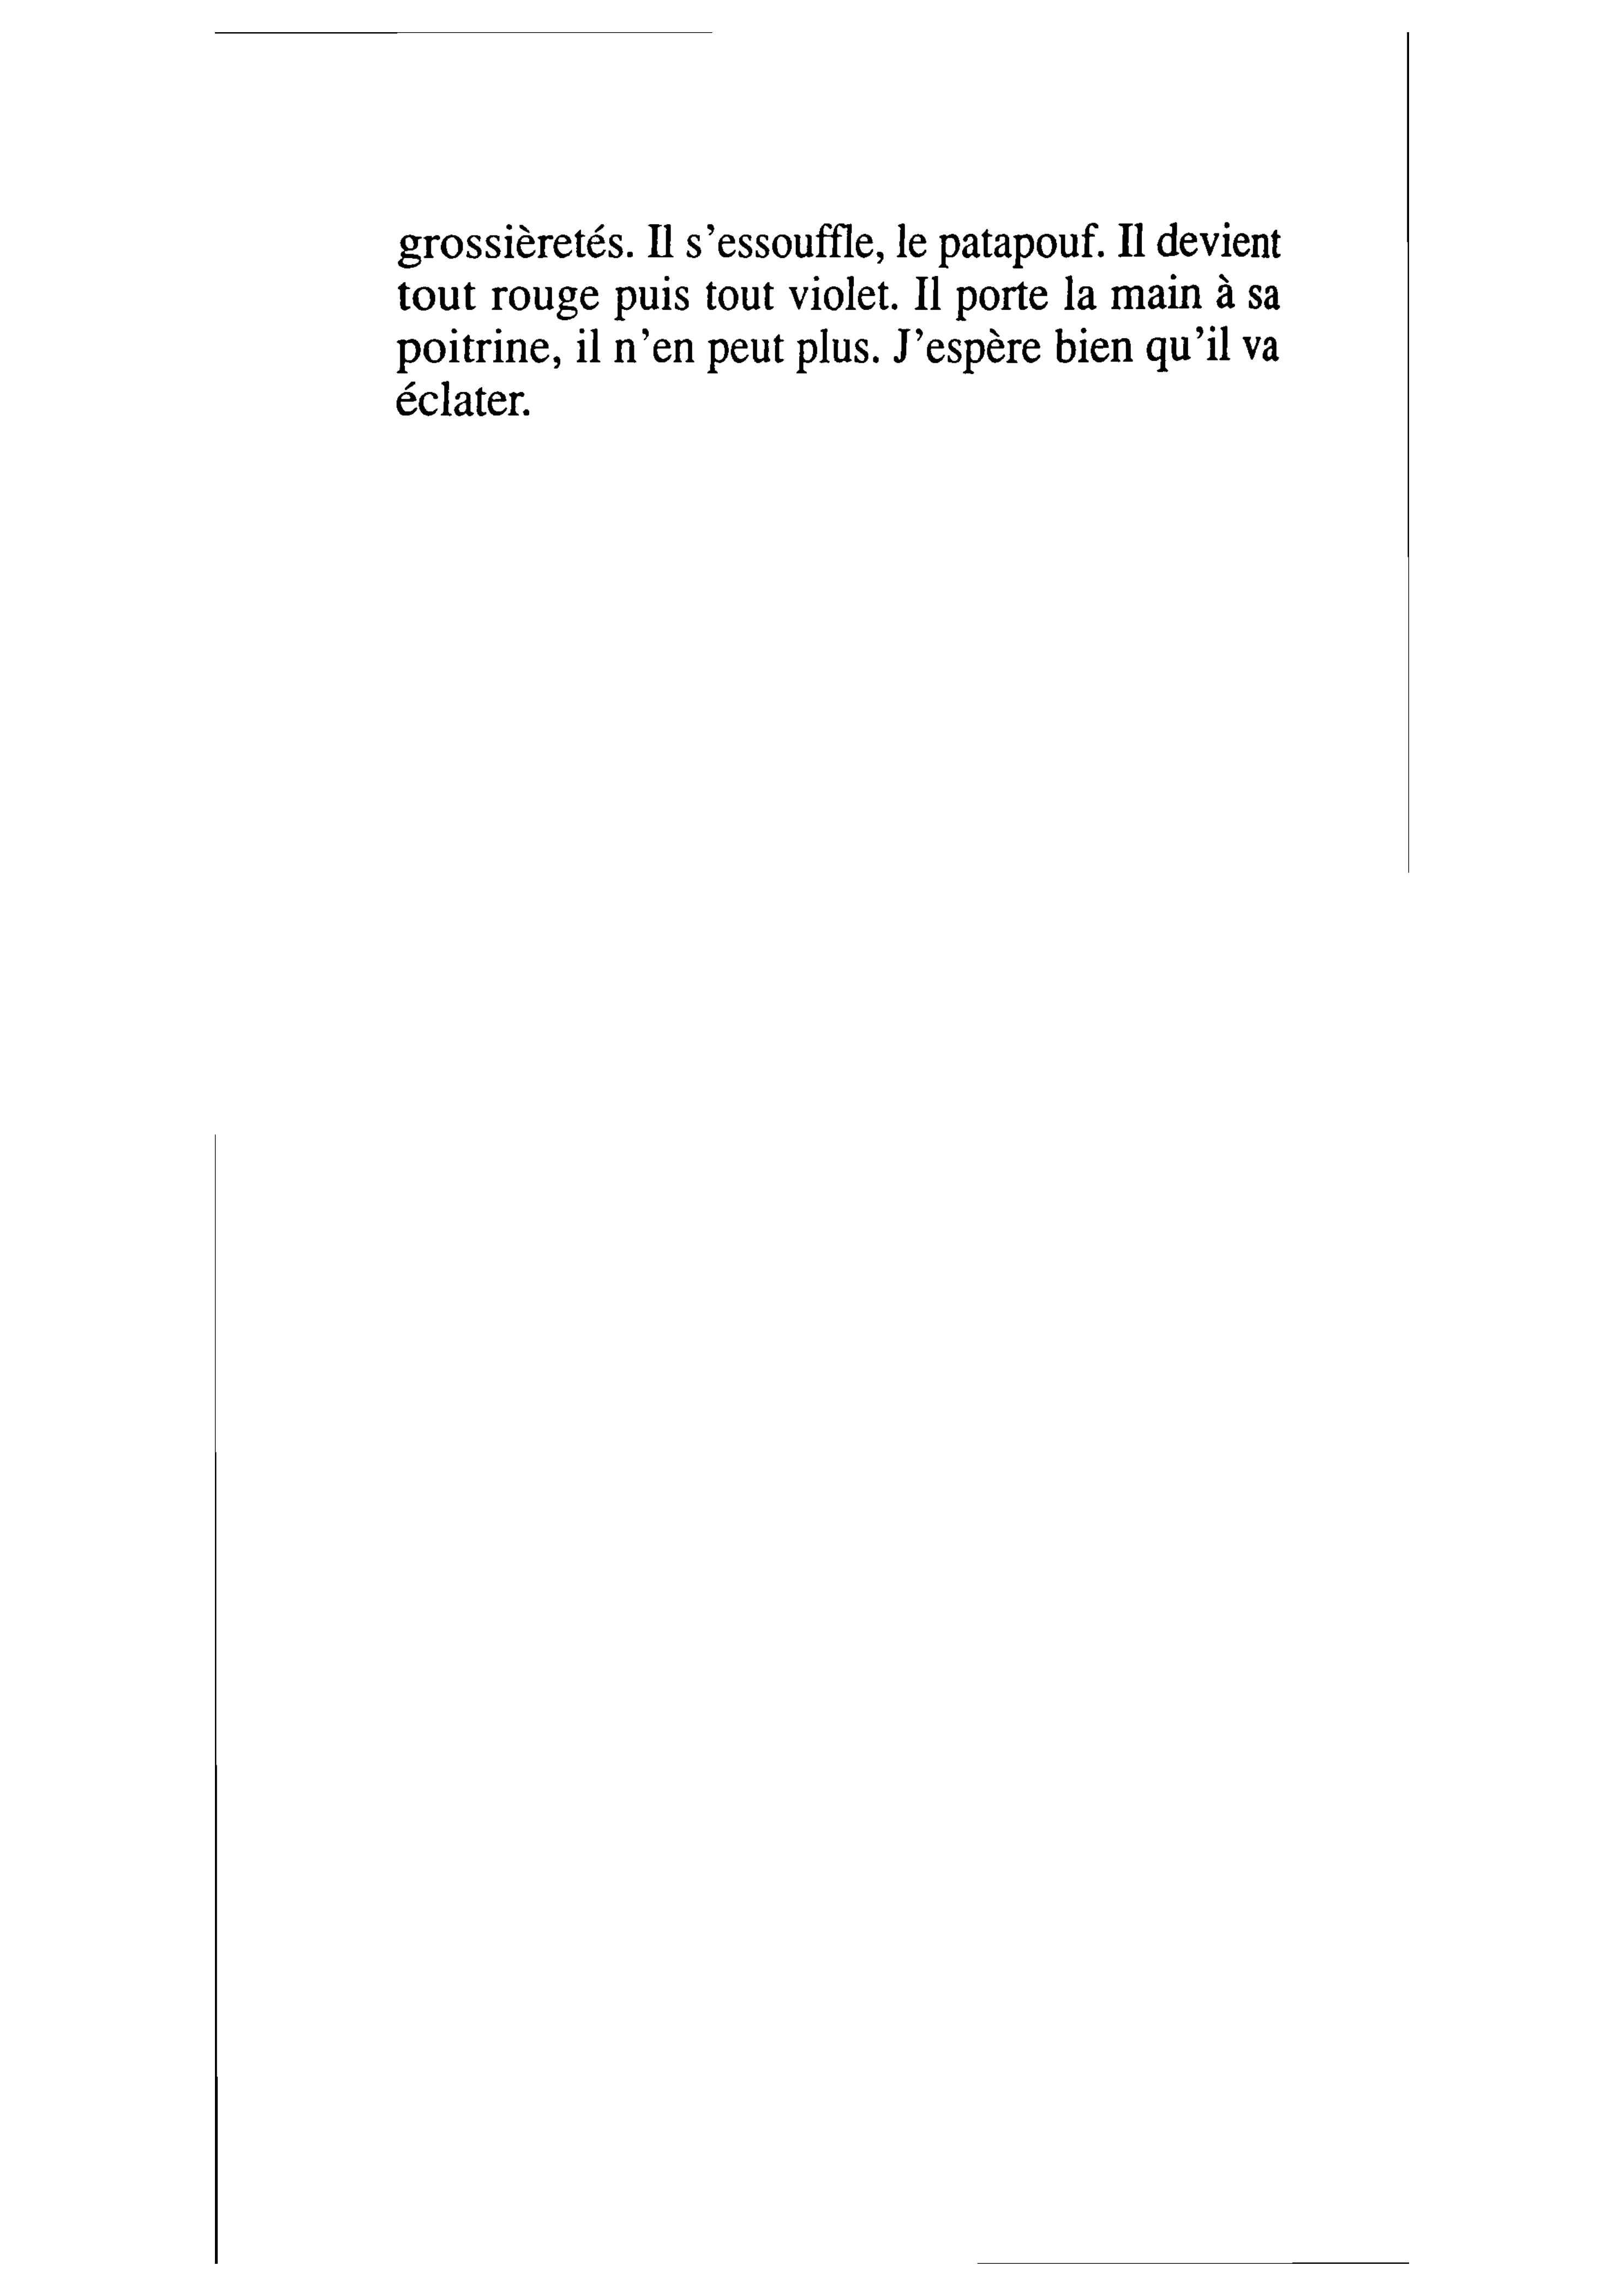 grossièretés. Il s'essouffle, le patapouf. Il devient
tout rouge puis tout violet. Il porte la main à sa
poitrine, il n'en peut plus. J'espère bien qu'il va
éclater.